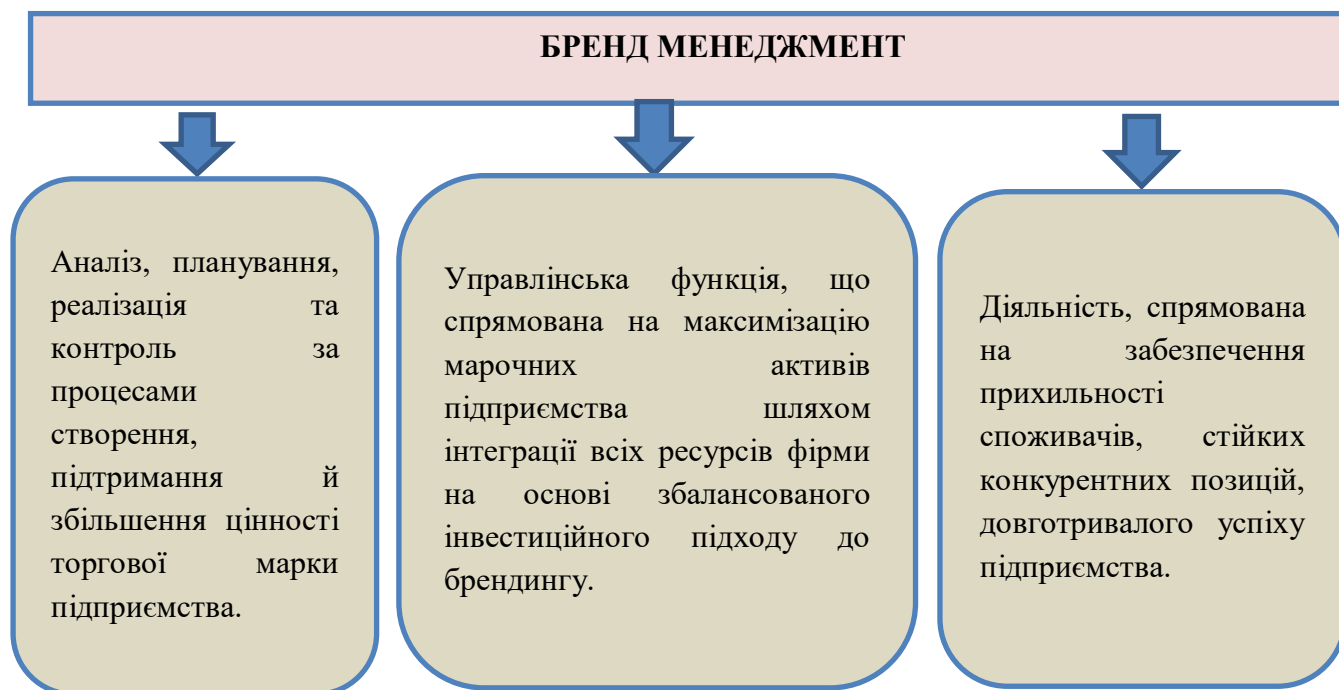 БРЕНД МЕНЕДЖМЕНТ
Аналіз, планування,
реалізація та
контроль за
процесами
створення,
підтримання й
збільшення цінності
торгової марки
підприємства.
Управлінська функція, що
спрямована на максимізацію
марочних активів
підприємства шляхом
інтеграції всіх ресурсів фірми
на основі збалансованого
інвестиційного підходу до
брендингу.
Діяльність, спрямована
на забезпечення
прихильності
споживачів, стійких
конкурентних позицій,
довготривалого успіху
підприємства.